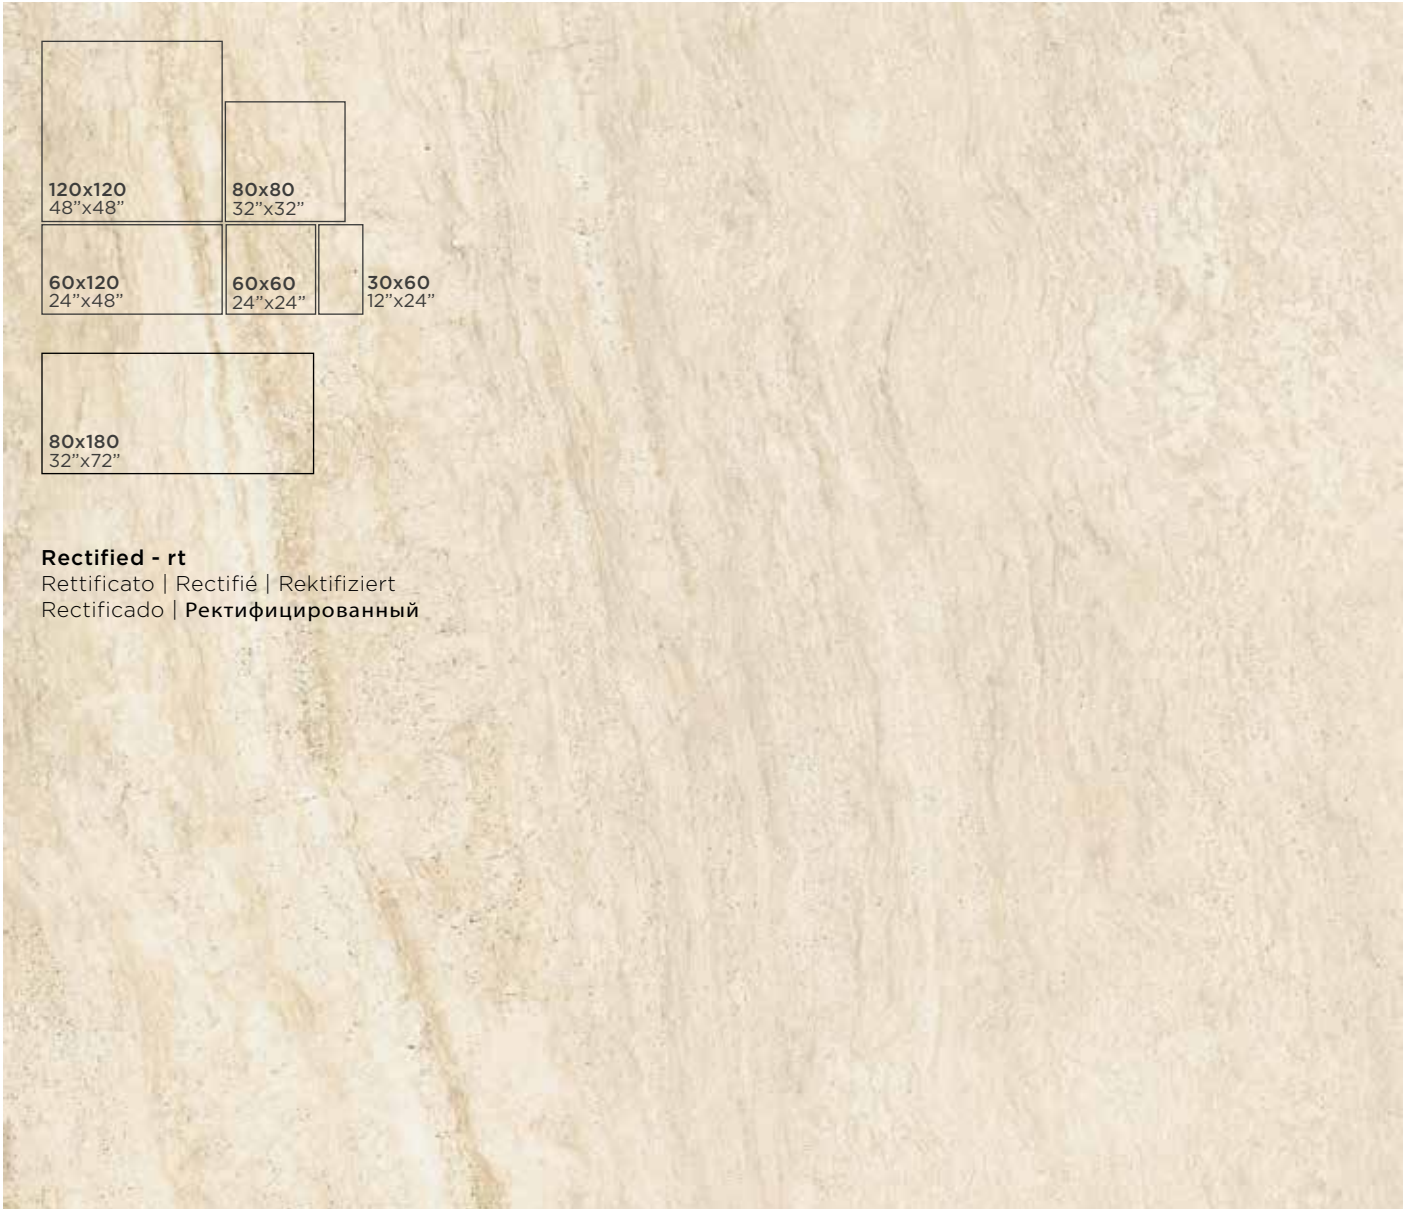 120x120
48”x48”
80x80
32”x32”
60x120
24”x48”
60x60
24”x24”
30x60
12”x24”
80x180
32”x72”
Rectified - rt
Rettificato | Rectifié | Rektifiziert
Rectificado | Ректифицированный